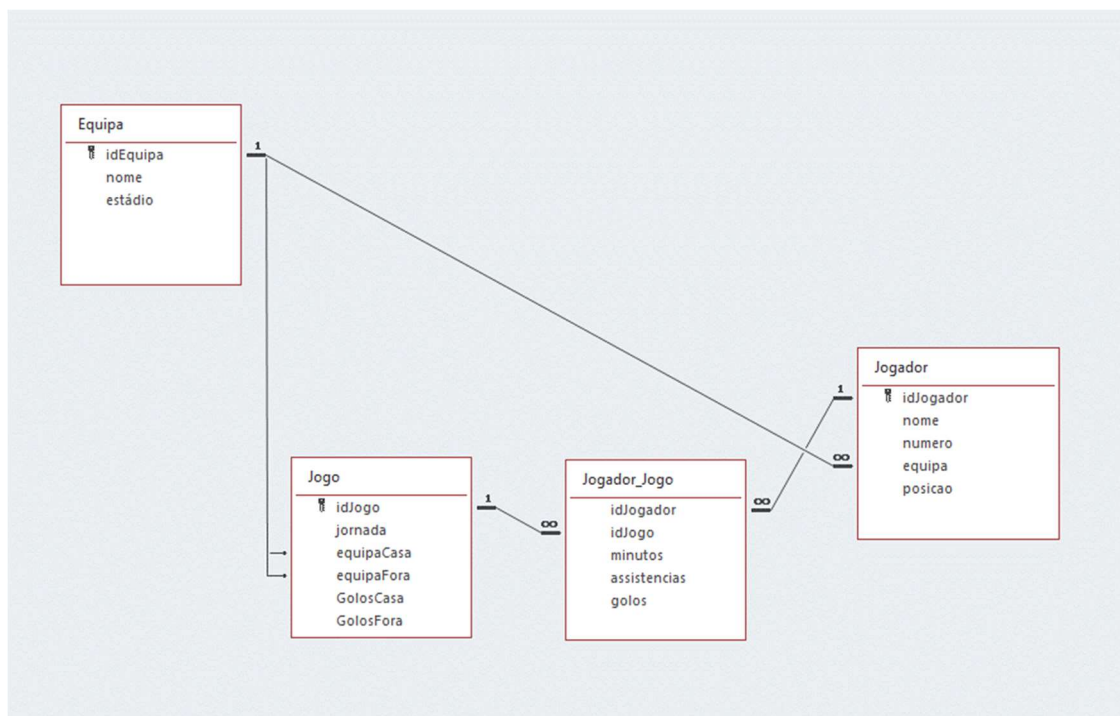 Equipa
idEquipa
nome
estádio
1
Jogo
idJogo
jornada
equipaCasa
equipaFora
GolosCasa
GolosFora
1
∞
Jogador_Jogo
idJogador
idJogo
minutos
assistencias
golos
∞
1
∞
Jogador
idJogador
nome
numero
equipa
posicao